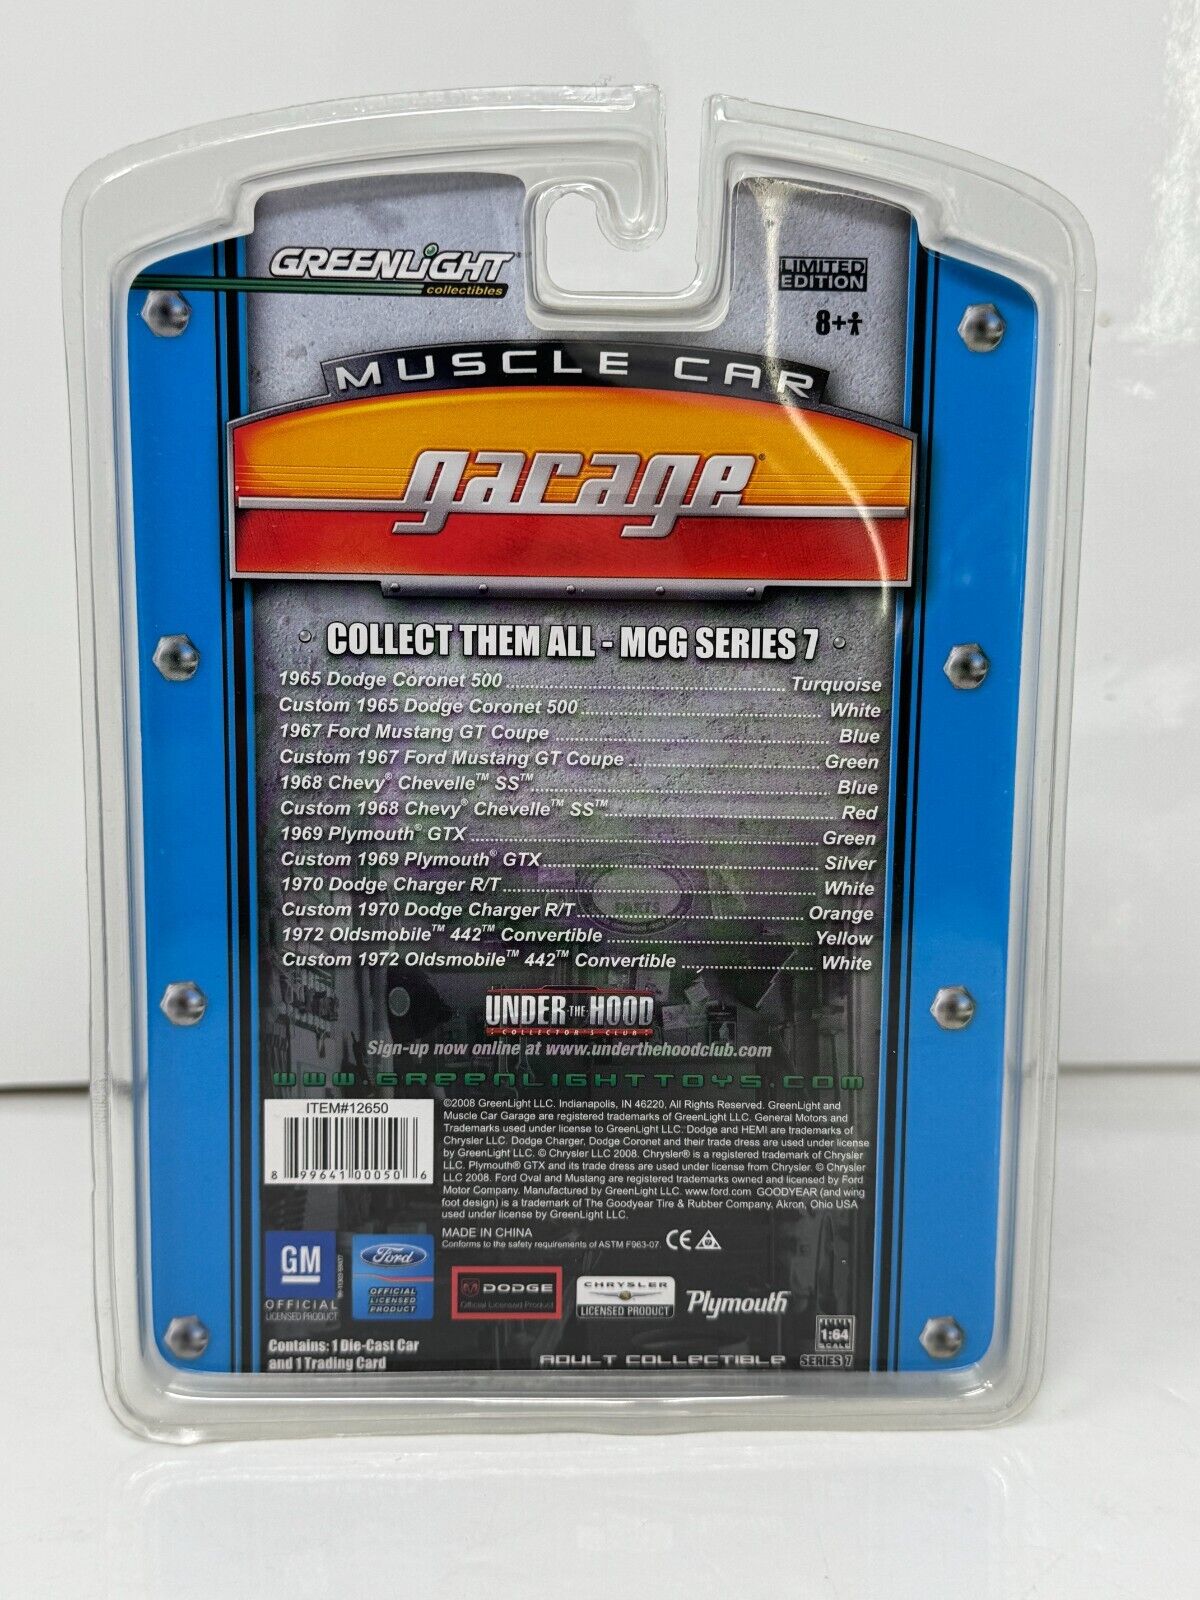 GREENLIGHT®
collectibles
LIMITED
EDITION
8+
MUSCLE CAR
garage®
COLLECT THEM ALL - MCG SERIES 7
1965 Dodge Coronet 500 Turquoise
Custom 1965 Dodge Coronet 500 White
1967 Ford Mustang GT Coupe Blue
Custom 1967 Ford Mustang GT Coupe Green
1968 Chevy® Chevelle™ SS™ Blue
Custom 1968 Chevy® Chevelle™ SS™ Red
1969 Plymouth® GTX Green
Custom 1969 Plymouth® GTX Silver
1970 Dodge Charger R/T White
Custom 1970 Dodge Charger R/T Orange
1972 Oldsmobile™ 442™ Convertible Yellow
Custom 1972 Oldsmobile™ 442™ Convertible White
PARTS
UNDER THE HOOD
COLLECTOR'S CLUB
Sign-up now online at www.underthehoodclub.com
WWW.GREENLIGHTTOYS.COM
ITEM#12650
8 99641 00050 6
©2008 GreenLight LLC. Indianapolis, IN 46220, All Rights Reserved. GreenLight and
Muscle Car Garage are registered trademarks of GreenLight LLC. General Motors and
Trademarks used under license to GreenLight LLC. Dodge and HEMI are trademarks of
Chrysler LLC. Dodge Charger, Dodge Coronet and their trade dress are used under license
by GreenLight LLC. © Chrysler LLC 2008. Chrysler® is a registered trademark of Chrysler
LLC. Plymouth® GTX and its trade dress are used under license from Chrysler. © Chrysler
LLC 2008. Ford Oval and Mustang are registered trademarks owned and licensed by Ford
Motor Company. Manufactured by GreenLight LLC. www.ford.com GOODYEAR (and wing
foot design) is a trademark of The Goodyear Tire & Rubber Company, Akron, Ohio USA
used under license by GreenLight LLC.
MADE IN CHINA
Conforms to the safety requirements of ASTM F963-07. CE
GM
OFFICIAL
LICENSED PRODUCT
Ford
OFFICIAL
LICENSED
PRODUCT
DODGE
Official Licensed Product
CHRYSLER
LICENSED PRODUCT
Plymouth
Contains: 1 Die-Cast Car
and 1 Trading Card
ADULT COLLECTIBLE
1:64
SCALE
SERIES 7